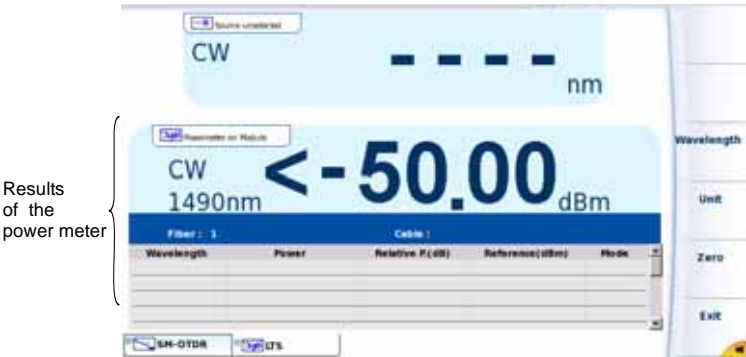 Source unselected
CW
- - - -
nm
Powermeter on Module
CW
<-50.00
1490nm
dBm
Results
of the
power meter
Fiber : 1 Cable :
Wavelength Power Relative P.(dB) Reference(dBm) Mode
SM-OTDR LTS
Wavelength
Unit
Zero
Exit